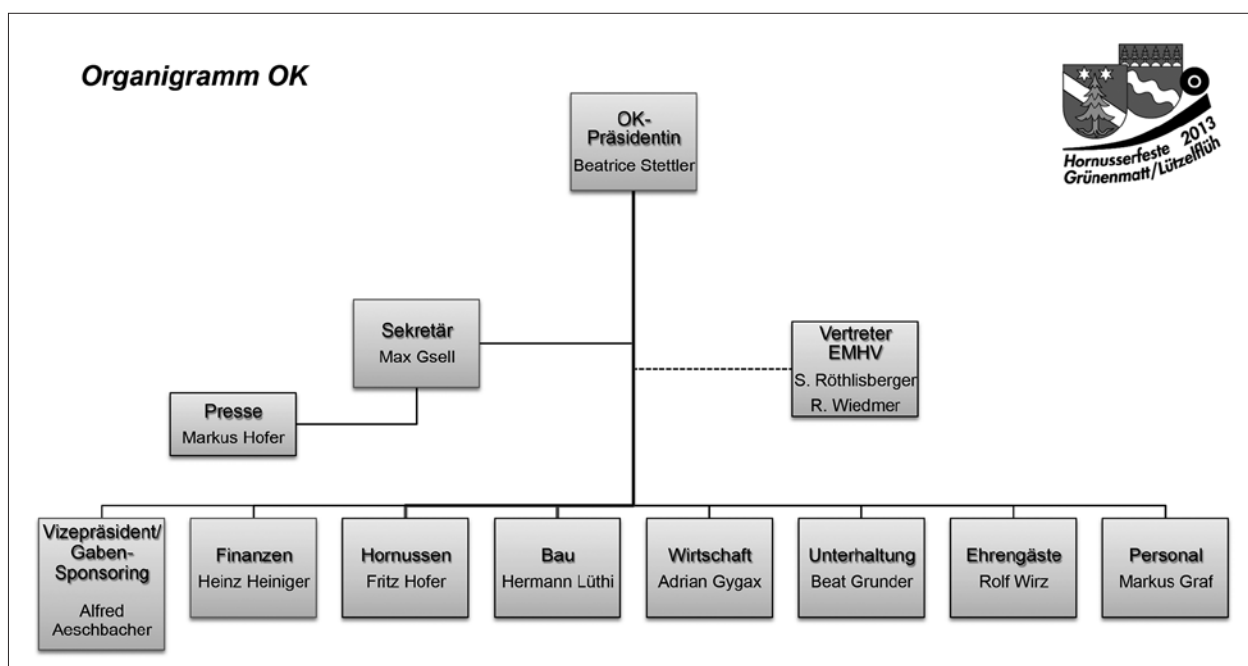 Organigramm OK
Hornusserfeste 2013
Grünenmatt/Lützelflüh
OK-
Präsidentin
Beatrice Stettler
Sekretär
Max Gsell
Vertreter
EMHV
S. Röthlisberger
R. Wiedmer
Presse
Markus Hofer
Vizepräsident/
Gaben-
Sponsoring
Alfred
Aeschbacher
Finanzen
Heinz Heiniger
Hornussen
Fritz Hofer
Bau
Hermann Lüthi
Wirtschaft
Adrian Gygax
Unterhaltung
Beat Grunder
Ehrengäste
Rolf Wirz
Personal
Markus Graf